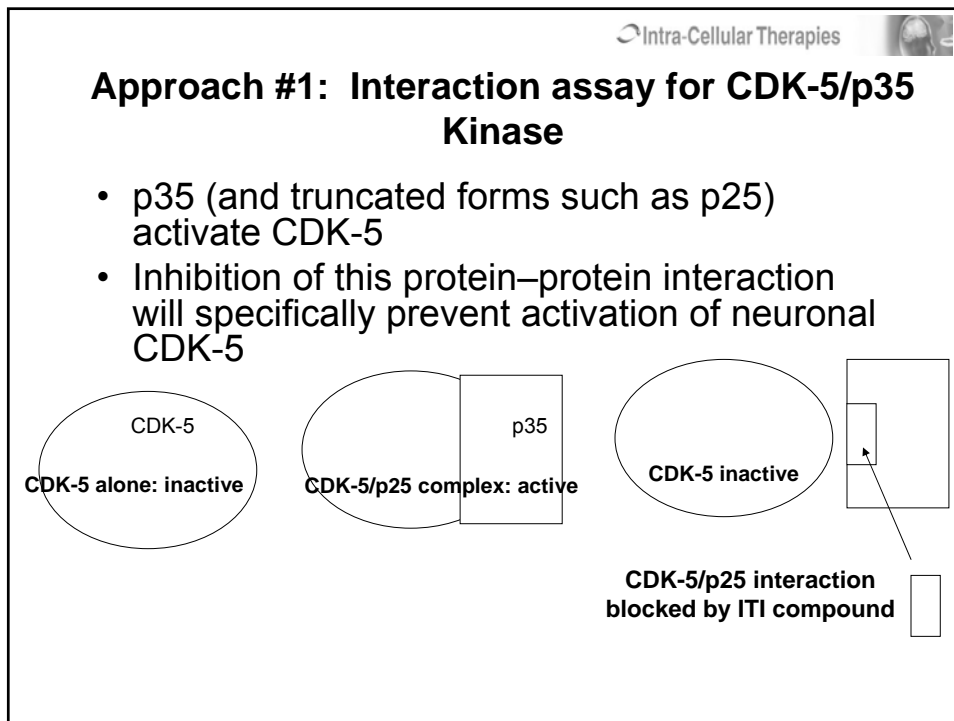 Intra-Cellular Therapies
Approach #1: Interaction assay for CDK-5/p35
Kinase
• p35 (and truncated forms such as p25)
activate CDK-5
• Inhibition of this protein–protein interaction
will specifically prevent activation of neuronal
CDK-5
CDK-5
CDK-5 alone: inactive
p35
CDK-5/p25 complex: active
CDK-5 inactive
CDK-5/p25 interaction
blocked by ITI compound